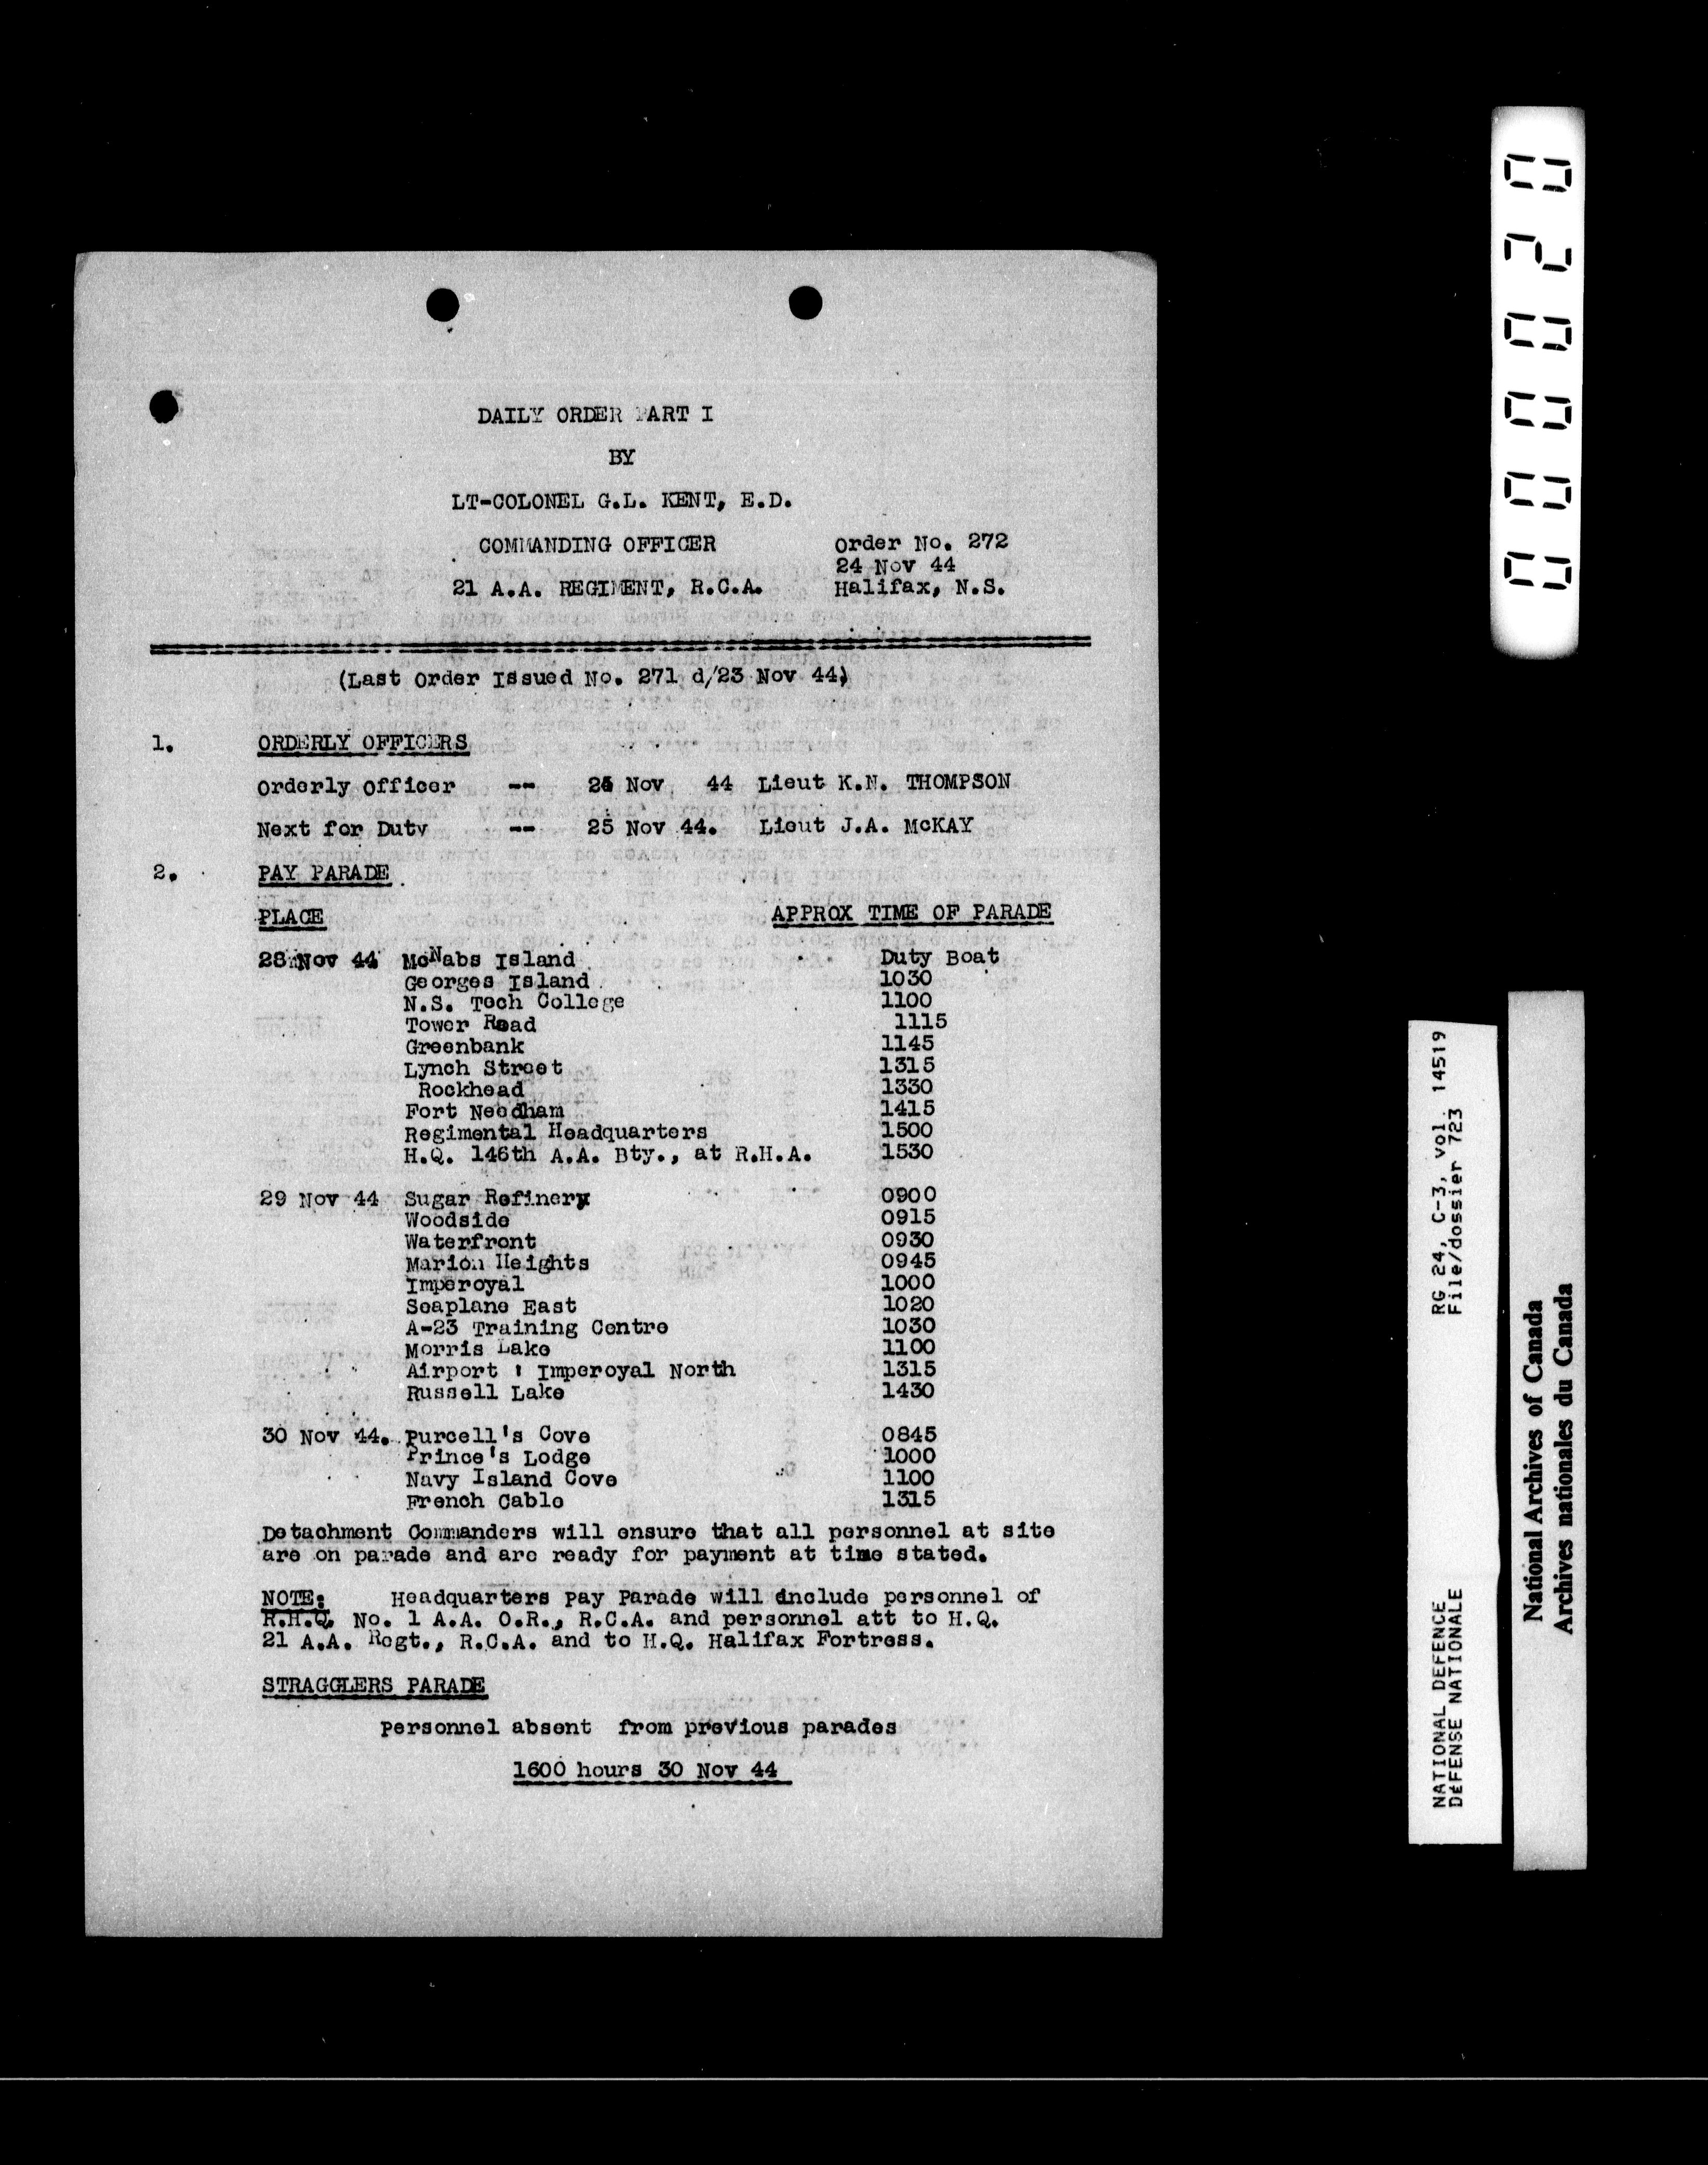 DAILY ORDER PART I
BY
LT-COLONEL G.L. KENT, E.D.
COMMANDING OFFICER
21 A.A. REGIMENT, R.C.A.
Order No. 272
24 Nov 44
Halifax, N.S.
(Last Order Issued No. 271 d/23 Nov 44)
1. ORDERLY OFFICERS
Orderly Officer -- 24 Nov 44 Lieut K.N. THOMPSON
Next for Duty -- 25 Nov 44. Lieut J.A. McKAY
2. PAY PARADE
PLACE APPROX TIME OF PARADE
28 Nov 44 McNabs Island Duty Boat
Georges Island 1030
N.S. Tech College 1100
Tower Road 1115
Greenbank 1145
Lynch Street 1315
Rockhead 1330
Fort Needham 1415
Regimental Headquarters 1500
H.Q. 146th A.A. Bty., at R.H.A. 1530
29 Nov 44 Sugar Refinery 0900
Woodside 0915
Waterfront 0930
Marion Heights 0945
Imperoyal 1000
Seaplane East 1020
A-23 Training Centre 1030
Morris Lake 1100
Airport : Imperoyal North 1315
Russell Lake 1430
30 Nov 44. Purcell's Cove 0845
Prince's Lodge 1000
Navy Island Cove 1100
French Cable 1315
Detachment Commanders will ensure that all personnel at site
are on parade and are ready for payment at time stated.
NOTE: Headquarters Pay Parade will include personnel of
R.H.Q. No. 1 A.A. O.R., R.C.A. and personnel att to H.Q.
21 A.A. Regt., R.C.A. and to H.Q. Halifax Fortress.
STRAGGLERS PARADE
Personnel absent from previous parades
1600 hours 30 Nov 44
000020
NATIONAL DEFENCE RG 24, C-3, vol. 14519
DÉFENSE NATIONALE File/dossier 723
National Archives of Canada
Archives nationales du Canada